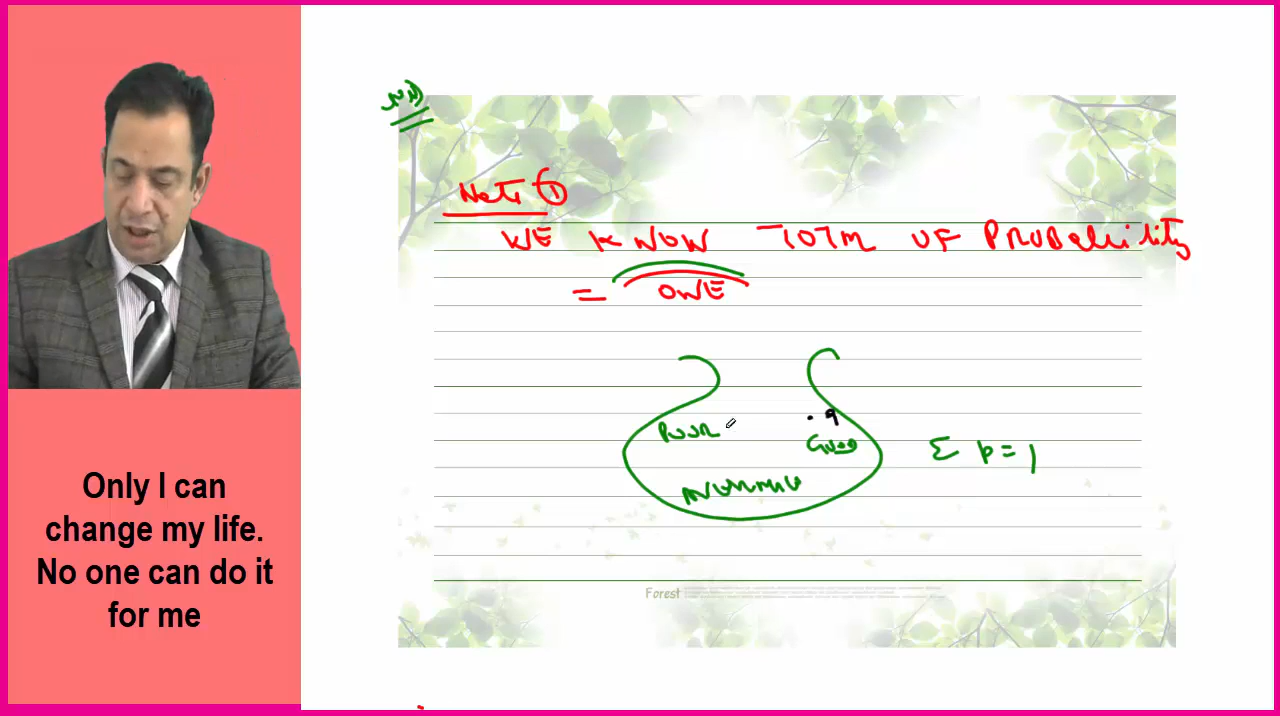 Note ①
WE KNOW TOTAL OF PRObability
= ONE
POOR
GOOD
AVERAGE
Σ p = 1
Forest
Only I can
change my life.
No one can do it
for me